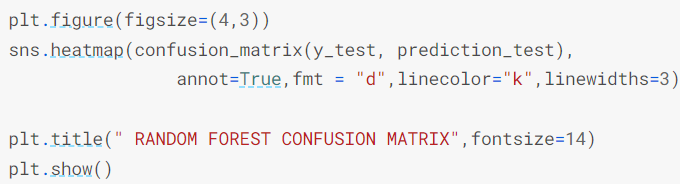 plt.figure(figsize=(4,3))
sns.heatmap(confusion_matrix(y_test, prediction_test),
                annot=True,fmt = "d",linecolor="k",linewidths=3)

plt.title(" RANDOM FOREST CONFUSION MATRIX",fontsize=14)
plt.show()